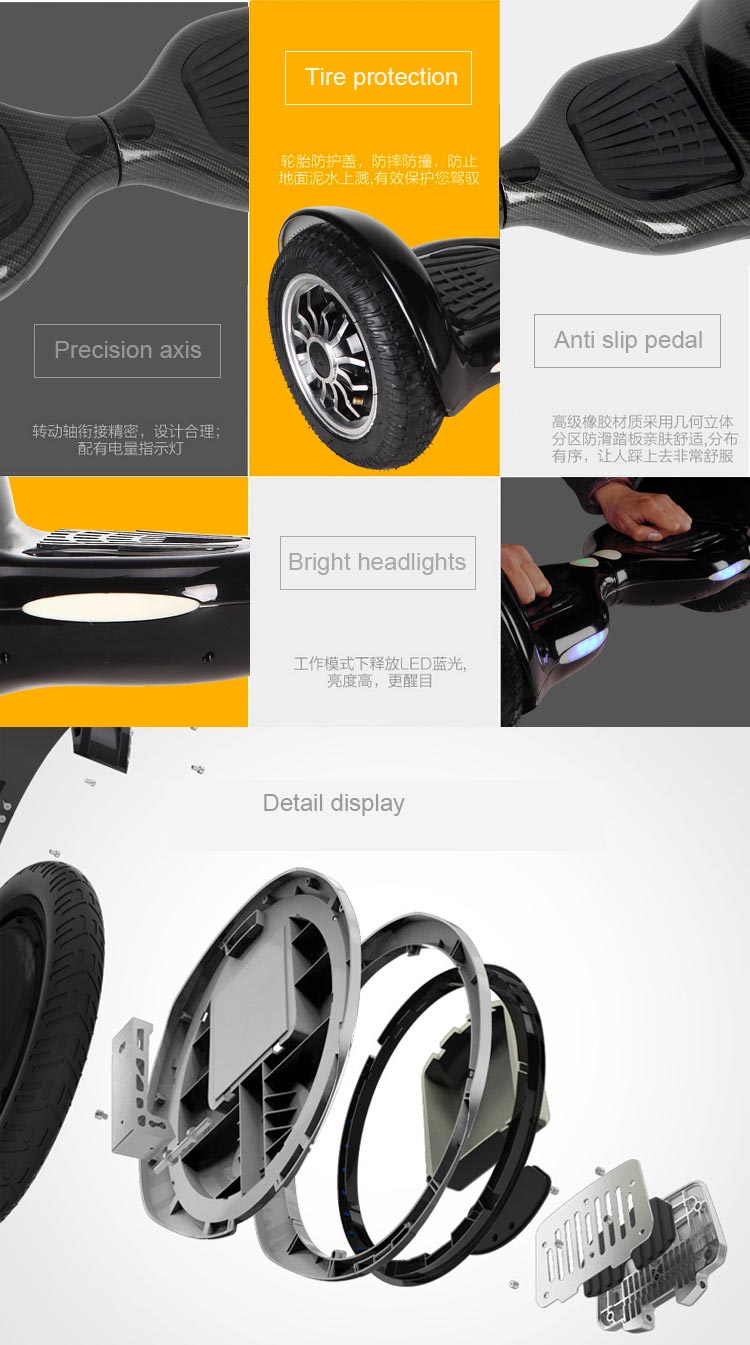 Tire protection
轮胎防护盖，防摔防撞，防止
地面泥水上溅,有效保护您驾驭
Precision axis
转动轴衔接精密，设计合理；
配有电量指示灯
Anti slip pedal
高级橡胶材质采用几何立体
分区防滑踏板亲肤舒适,分布
有序，让人踩上去非常舒服
Bright headlights
工作模式下释放LED蓝光,
亮度高，更醒目
Detail display